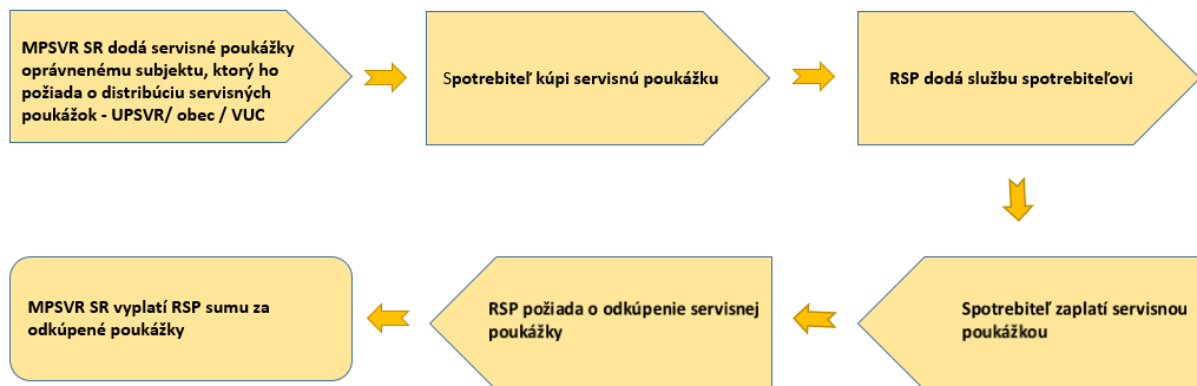 MPSVR SR dodá servisné poukážky
oprávnenému subjektu, ktorý ho
požiada o distribúciu servisných
poukážok - UPSVR/ obec / VUC
Spotrebiteľ kúpi servisnú poukážku
RSP dodá službu spotrebiteľovi
Spotrebiteľ zaplatí servisnou
poukážkou
RSP požiada o odkúpenie servisnej
poukážky
MPSVR SR vyplatí RSP sumu za
odkúpené poukážky